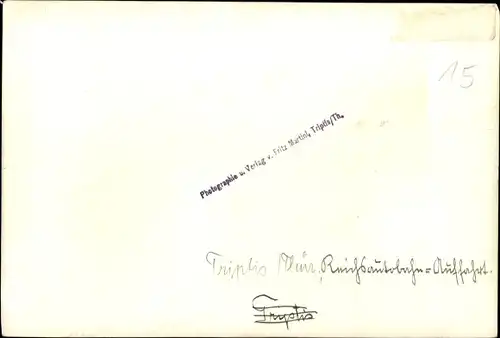 15
Photographie u. Verlag v. Fritz Martini, Triptis/Th.
Triptis /Thür. Reichsautobahn=Auffahrt.
Triptis